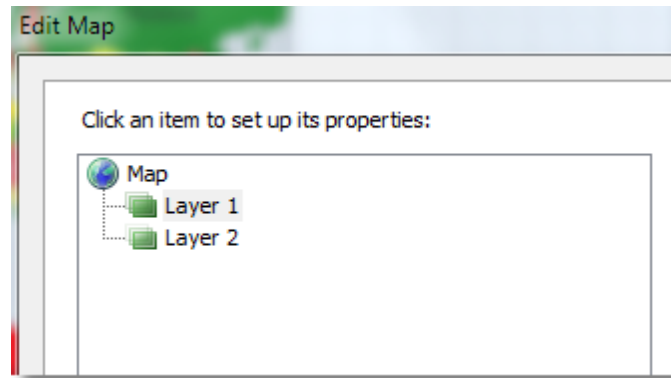 Edit Map
Click an item to set up its properties:
Map
Layer 1
Layer 2